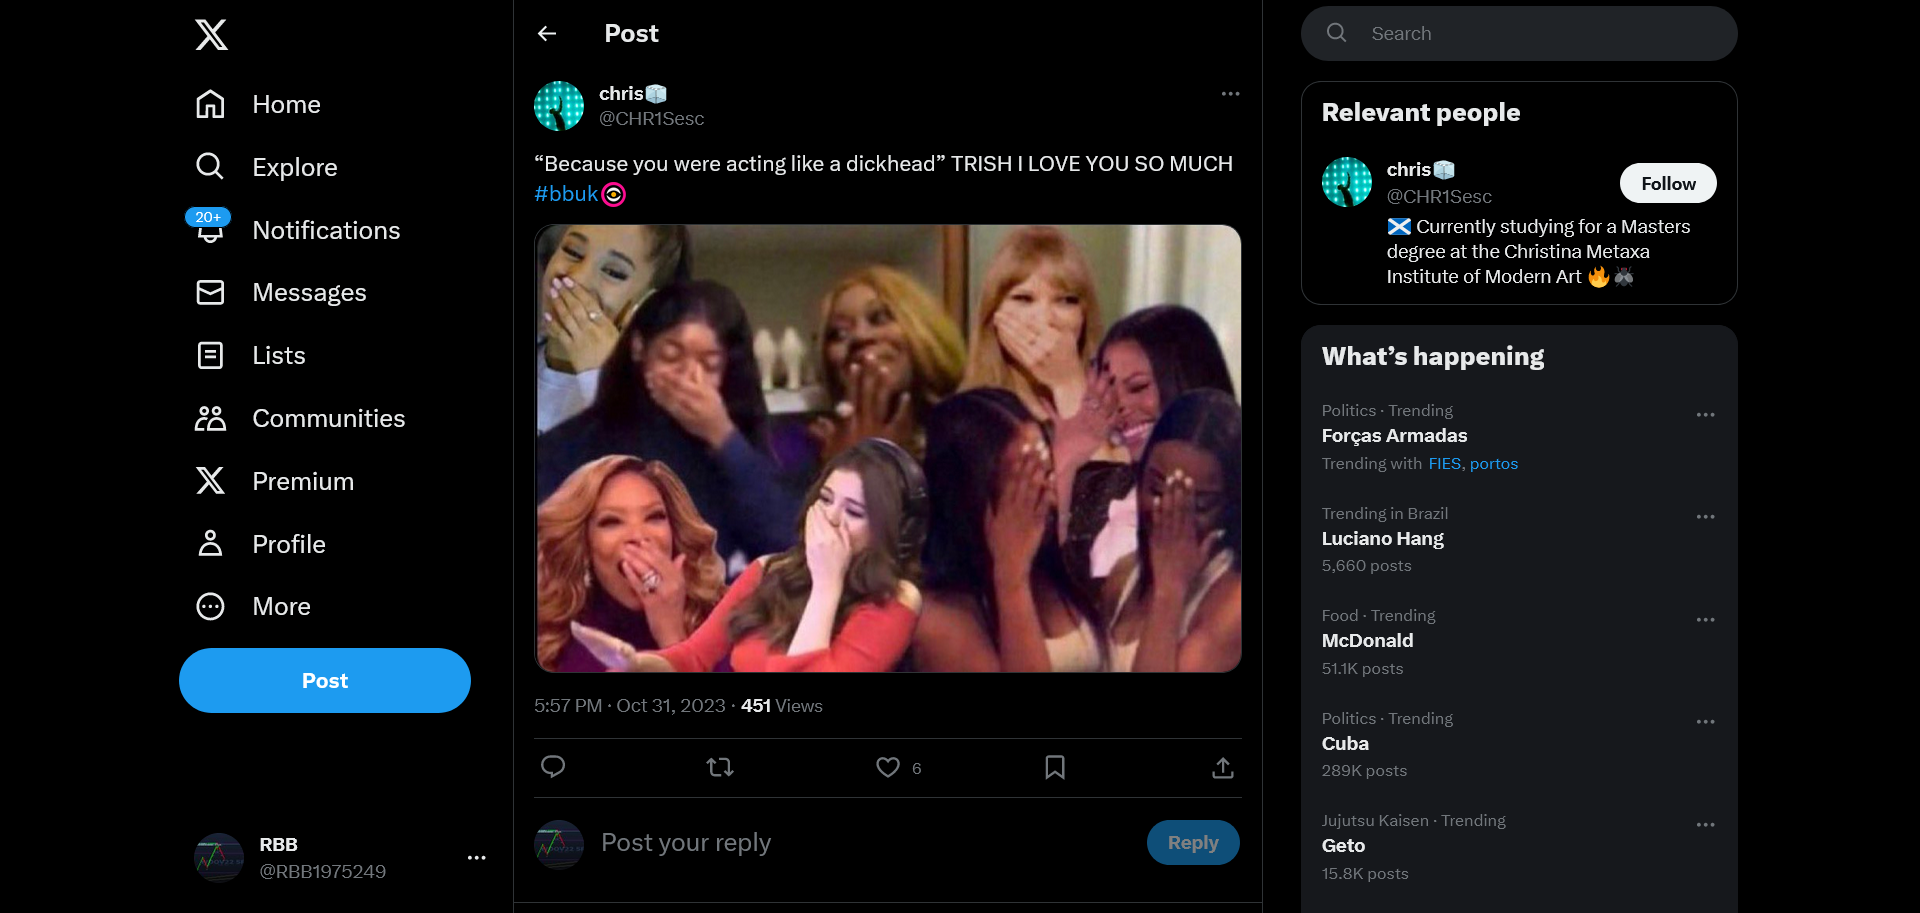 Home
Explore
20+
Notifications
Messages
Lists
Communities
Premium
Profile
More
Post
RBB
@RBB1975249
Post
chris🧊
@CHR1Sesc
“Because you were acting like a dickhead” TRISH I LOVE YOU SO MUCH
#bbuk
5:57 PM · Oct 31, 2023 · 451 Views
6
Post your reply
Reply
Search
Relevant people
chris🧊
@CHR1Sesc
Follow
🏴󠁧󠁢󠁳󠁣󠁴󠁿 Currently studying for a Masters
degree at the Christina Metaxa
Institute of Modern Art 🔥🪰
What’s happening
Politics · Trending
Forças Armadas
Trending with FIES, portos
Trending in Brazil
Luciano Hang
5,660 posts
Food · Trending
McDonald
51.1K posts
Politics · Trending
Cuba
289K posts
Jujutsu Kaisen · Trending
Geto
15.8K posts